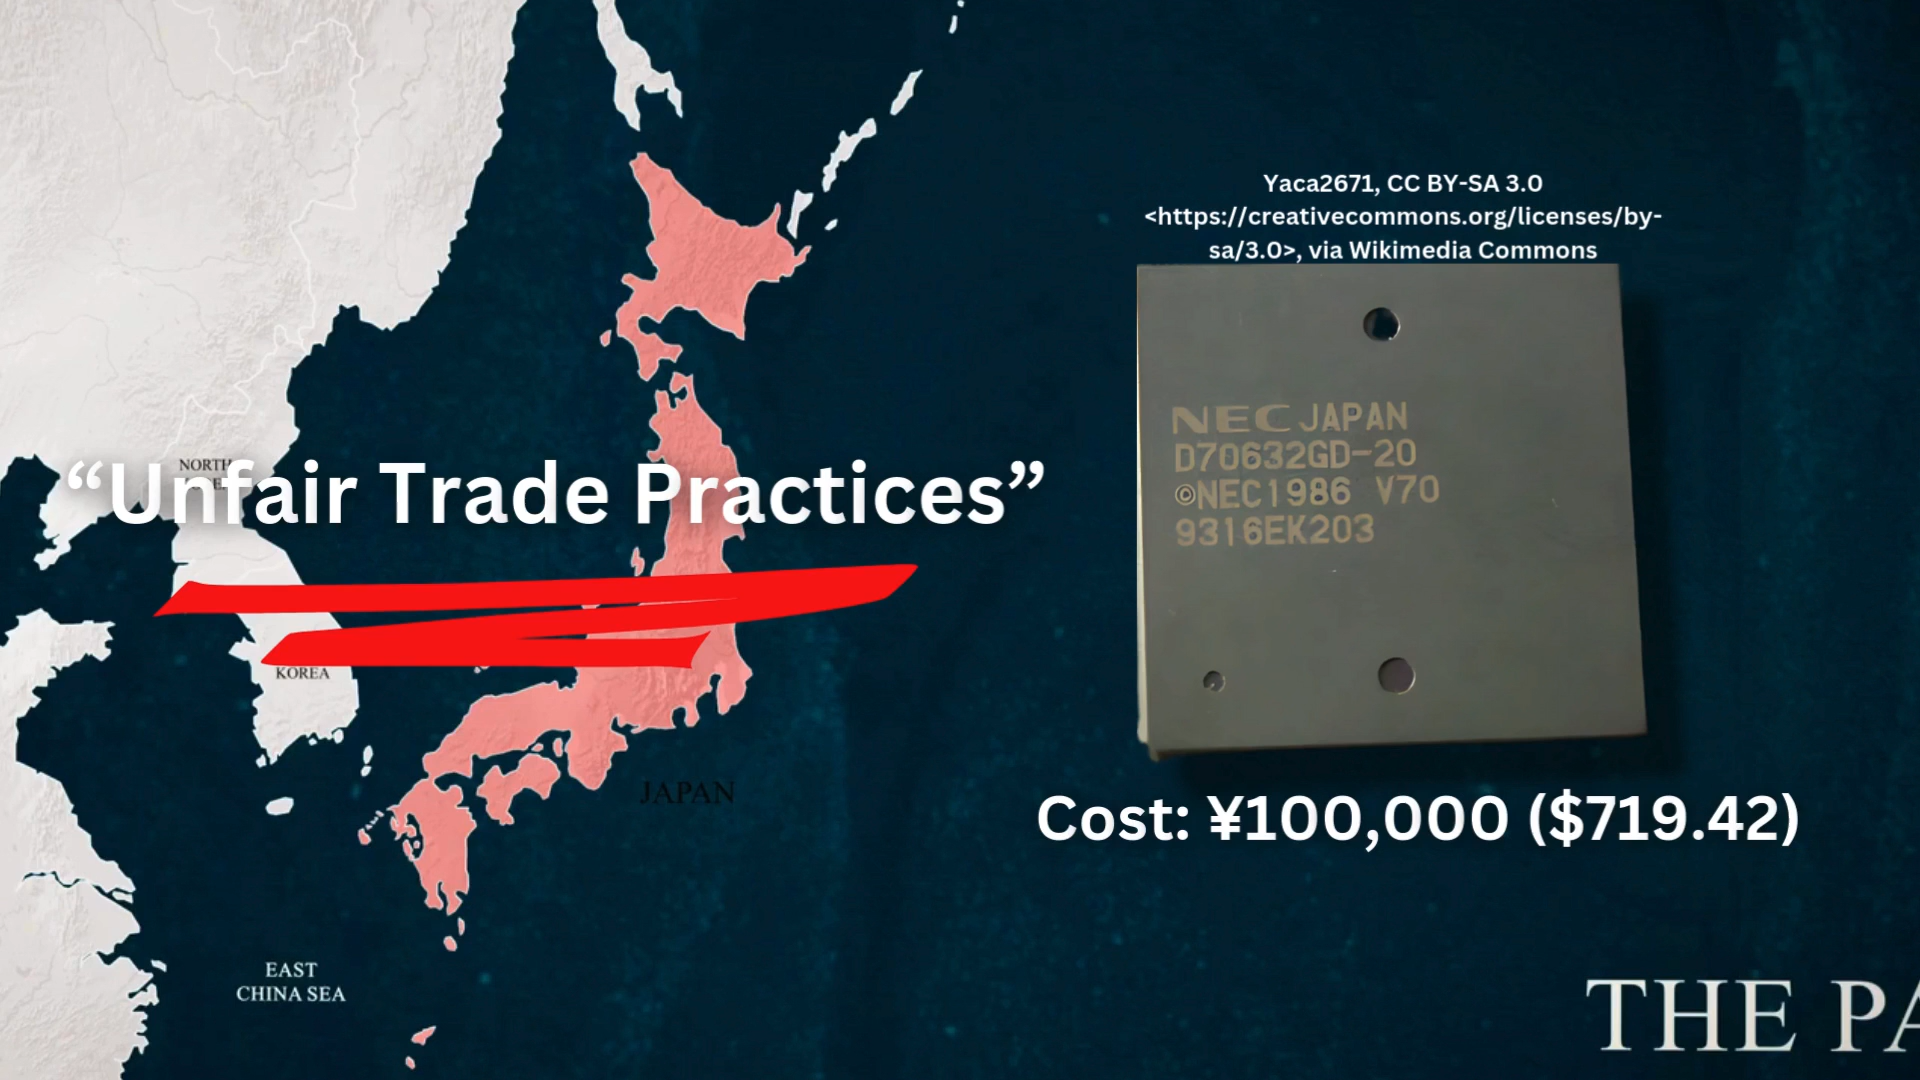 Yaca2671, CC BY-SA 3.0
<https://creativecommons.org/licenses/by-
sa/3.0>, via Wikimedia Commons
NEC JAPAN
D70632GD-20
©NEC1986 V70
9316EK203
NORTH
“Unfair Trade Practices”
KOREA
JAPAN
Cost: ¥100,000 ($719.42)
EAST
CHINA SEA
THE PA